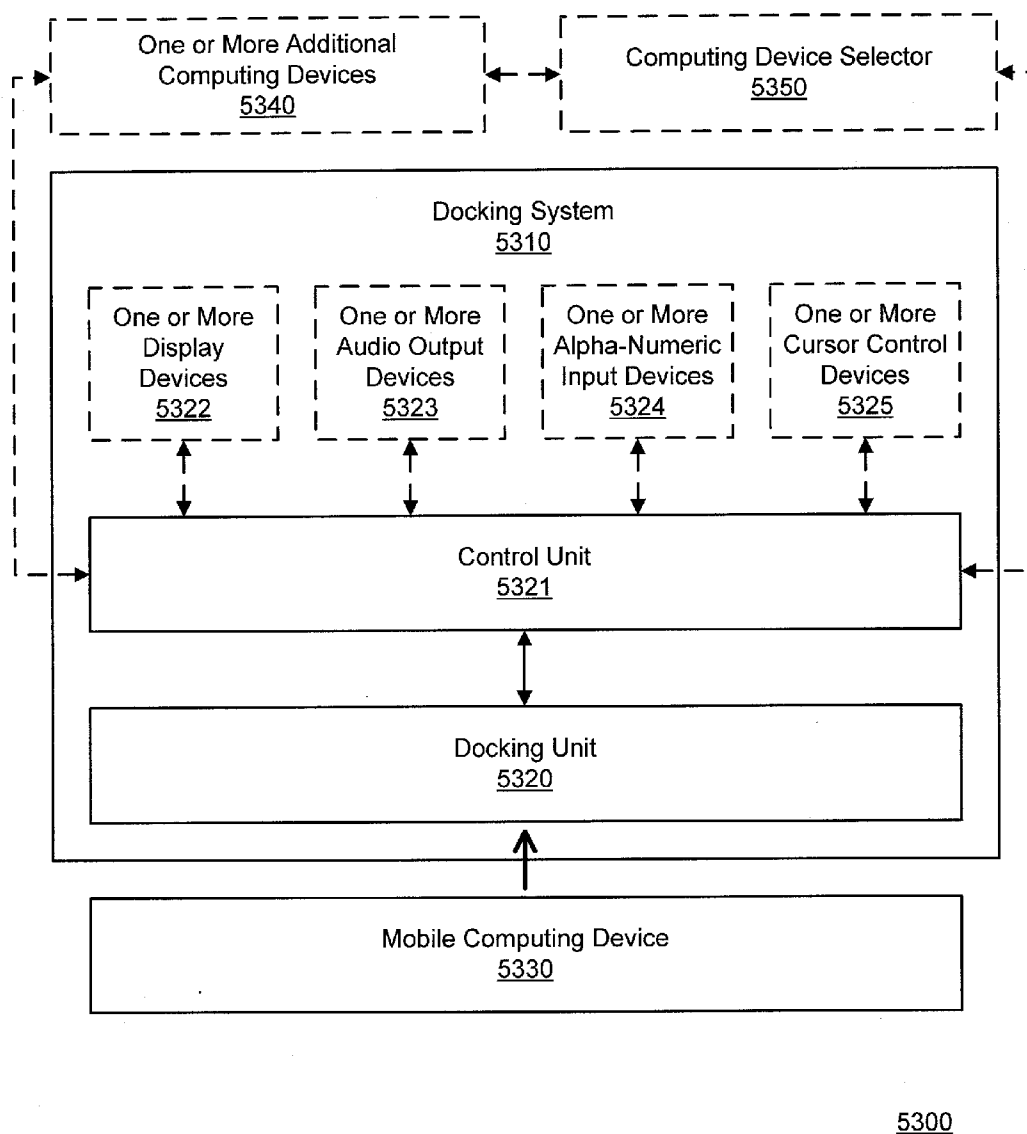 One or More Additional
Computing Devices
5340
Computing Device Selector
5350
Docking System
5310
One or More
Display
Devices
5322
One or More
Audio Output
Devices
5323
One or More
Alpha-Numeric
Input Devices
5324
One or More
Cursor Control
Devices
5325
Control Unit
5321
Docking Unit
5320
Mobile Computing Device
5330
5300